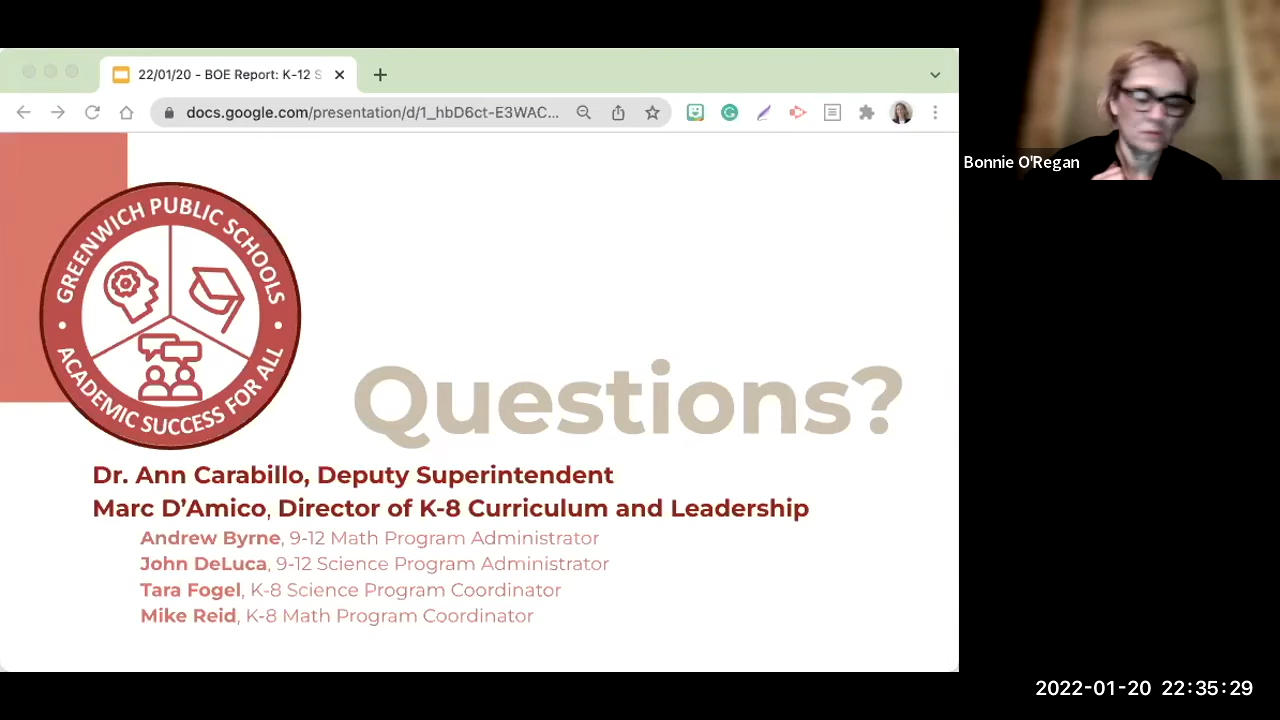 22/01/20 - BOE Report: K-12 S
docs.google.com/presentation/d/1_hbD6ct-E3WAC...
Bonnie O'Regan
GREENWICH PUBLIC SCHOOLS
ACADEMIC SUCCESS FOR ALL
Questions?
Dr. Ann Carabillo, Deputy Superintendent
Marc D’Amico, Director of K-8 Curriculum and Leadership
Andrew Byrne, 9-12 Math Program Administrator
John DeLuca, 9-12 Science Program Administrator
Tara Fogel, K-8 Science Program Coordinator
Mike Reid, K-8 Math Program Coordinator
2022-01-20 22:35:29